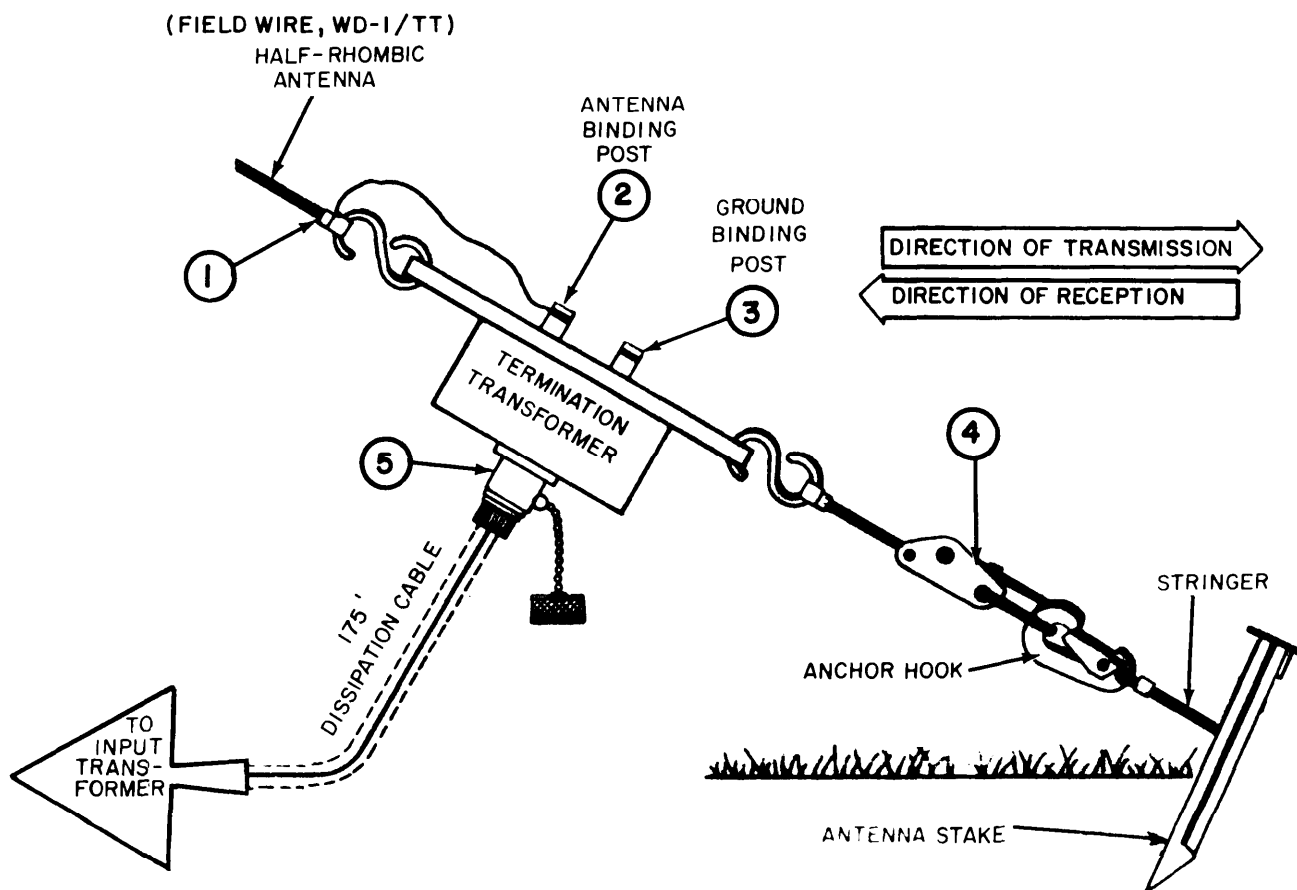 (FIELD WIRE, WD-1/TT)
HALF-RHOMBIC
ANTENNA
ANTENNA
BINDING
POST
2
GROUND
BINDING
POST
3
1
DIRECTION OF TRANSMISSION
DIRECTION OF RECEPTION
TERMINATION
TRANSFORMER
4
5
STRINGER
175'
DISSIPATION CABLE
ANCHOR HOOK
TO
INPUT
TRANS-
FORMER
ANTENNA STAKE